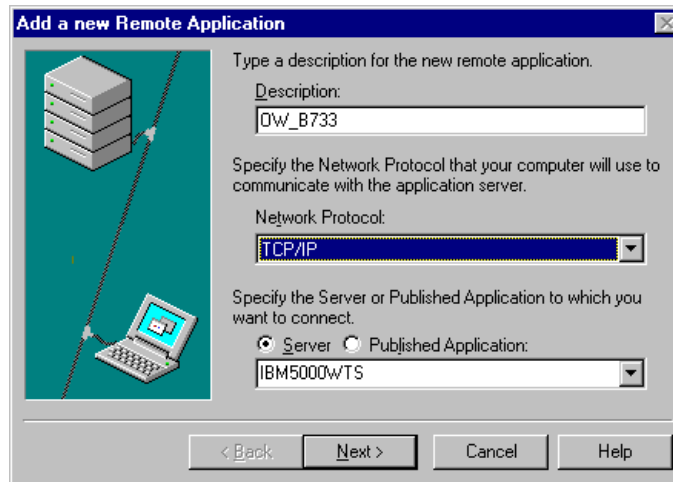 Add a new Remote Application
Type a description for the new remote application.
Description:
OW_B733
Specify the Network Protocol that your computer will use to
communicate with the application server.
Network Protocol:
TCP/IP
Specify the Server or Published Application to which you
want to connect.
Server Published Application:
IBM5000WTS
< Back Next > Cancel Help